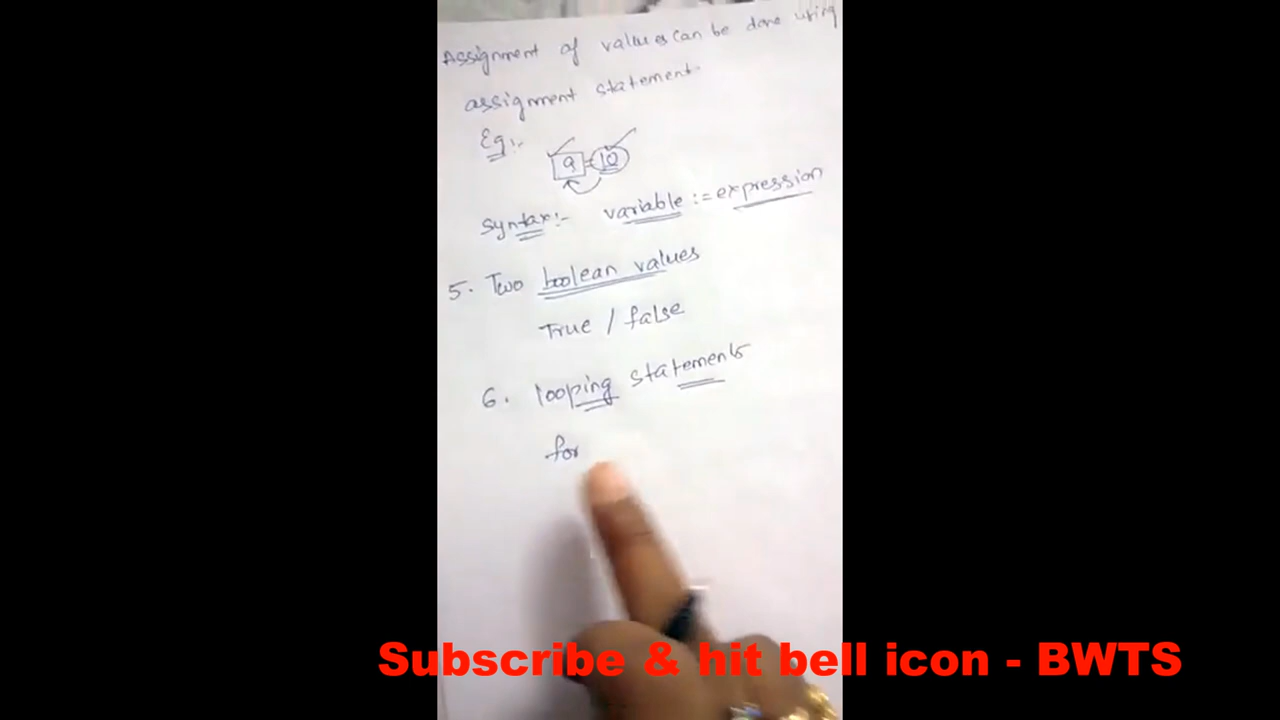 Assignment of values can be done using
assignment statement.
Eg:-
a = 10
Syntax:- variable := expression
5. Two boolean values
True / false
6. looping statements
for
Subscribe & hit bell icon - BWTS